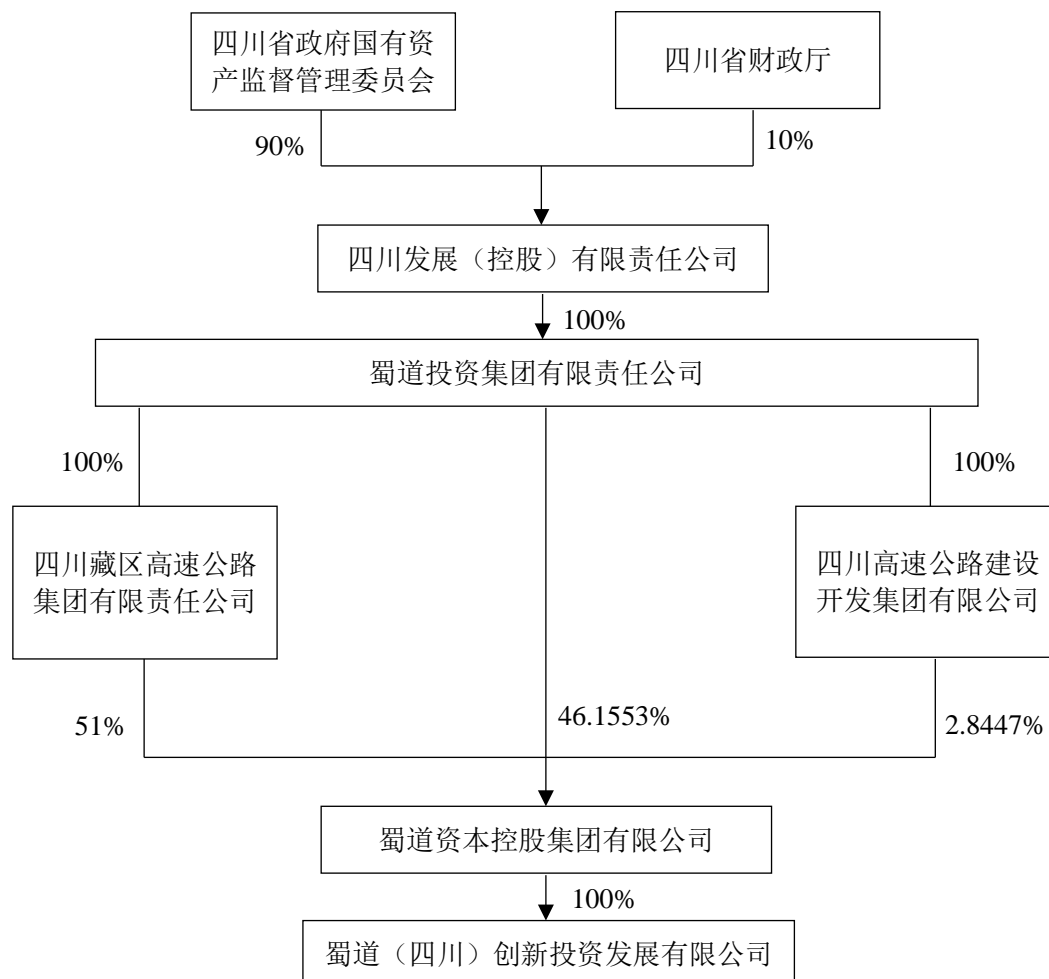 四川省政府国有资
产监督管理委员会
四川省财政厅
90%
10%
四川发展（控股）有限责任公司
100%
蜀道投资集团有限责任公司
100%
100%
四川藏区高速公路
集团有限责任公司
四川高速公路建设
开发集团有限公司
51%
46.1553%
2.8447%
蜀道资本控股集团有限公司
100%
蜀道（四川）创新投资发展有限公司